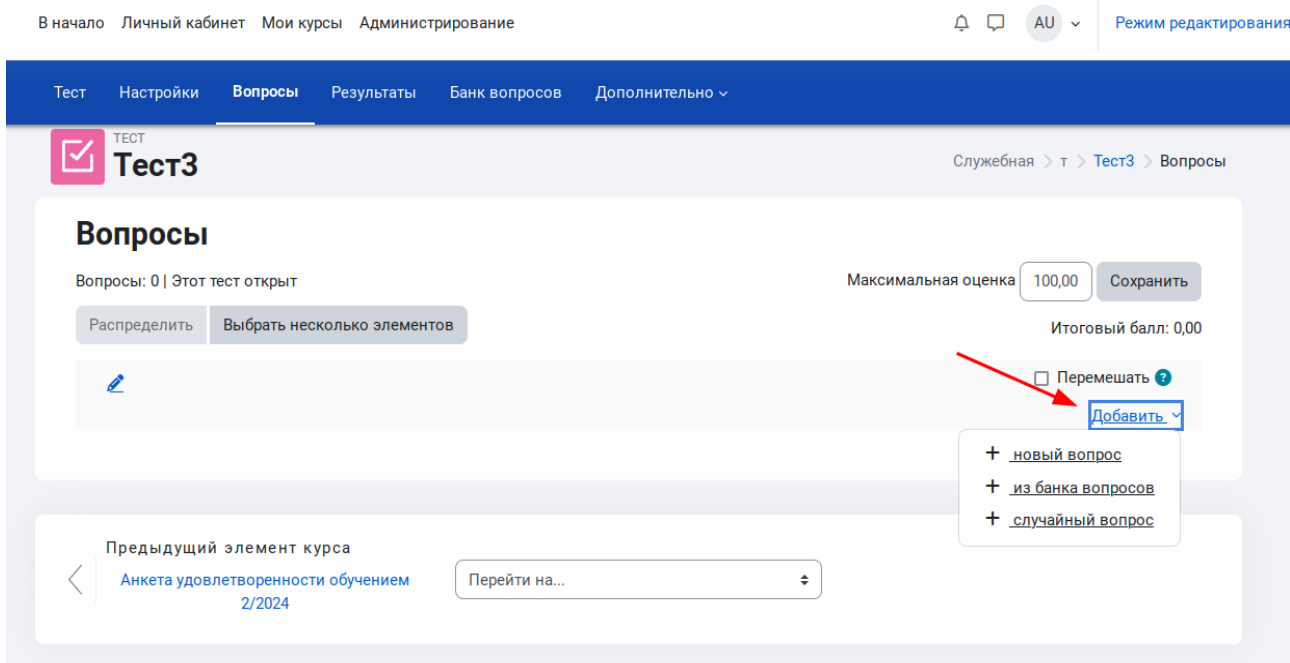 В начало Личный кабинет Мои курсы Администрирование AU Режим редактирования
Тест Настройки Вопросы Результаты Банк вопросов Дополнительно
ТЕСТ
Тест3
Служебная > т > Тест3 > Вопросы
Вопросы
Вопросы: 0 | Этот тест открыт
Максимальная оценка 100,00 Сохранить
Распределить Выбрать несколько элементов
Итоговый балл: 0,00
Перемешать ?
Добавить
+ новый вопрос
+ из банка вопросов
+ случайный вопрос
Предыдущий элемент курса
Анкета удовлетворенности обучением
2/2024
Перейти на...